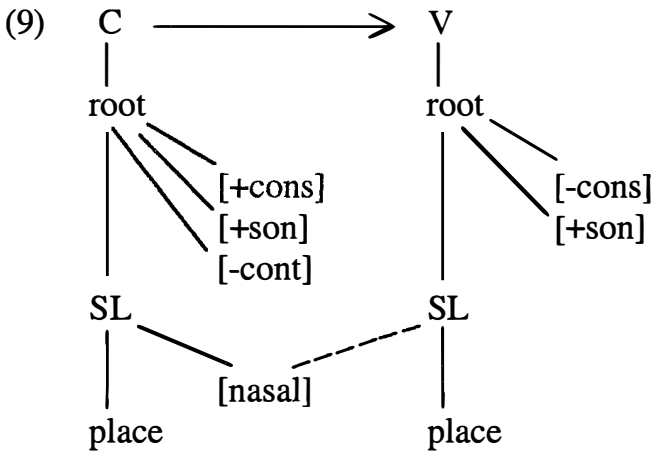 (9) C V
root root
[+cons] [-cons]
[+son] [+son]
[-cont]
SL SL
[nasal]
place place